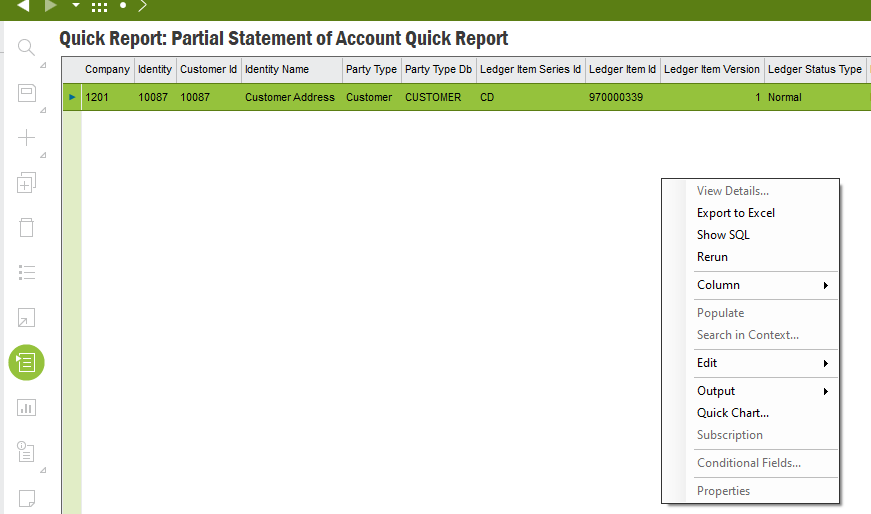 Quick Report: Partial Statement of Account Quick Report
Company Identity Customer Id Identity Name Party Type Party Type Db Ledger Item Series Id Ledger Item Id Ledger Item Version Ledger Status Type
1201 10087 10087 Customer Address Customer CUSTOMER CD 970000339 1 Normal
View Details...
Export to Excel
Show SQL
Rerun
Column
Populate
Search in Context...
Edit
Output
Quick Chart...
Subscription
Conditional Fields...
Properties